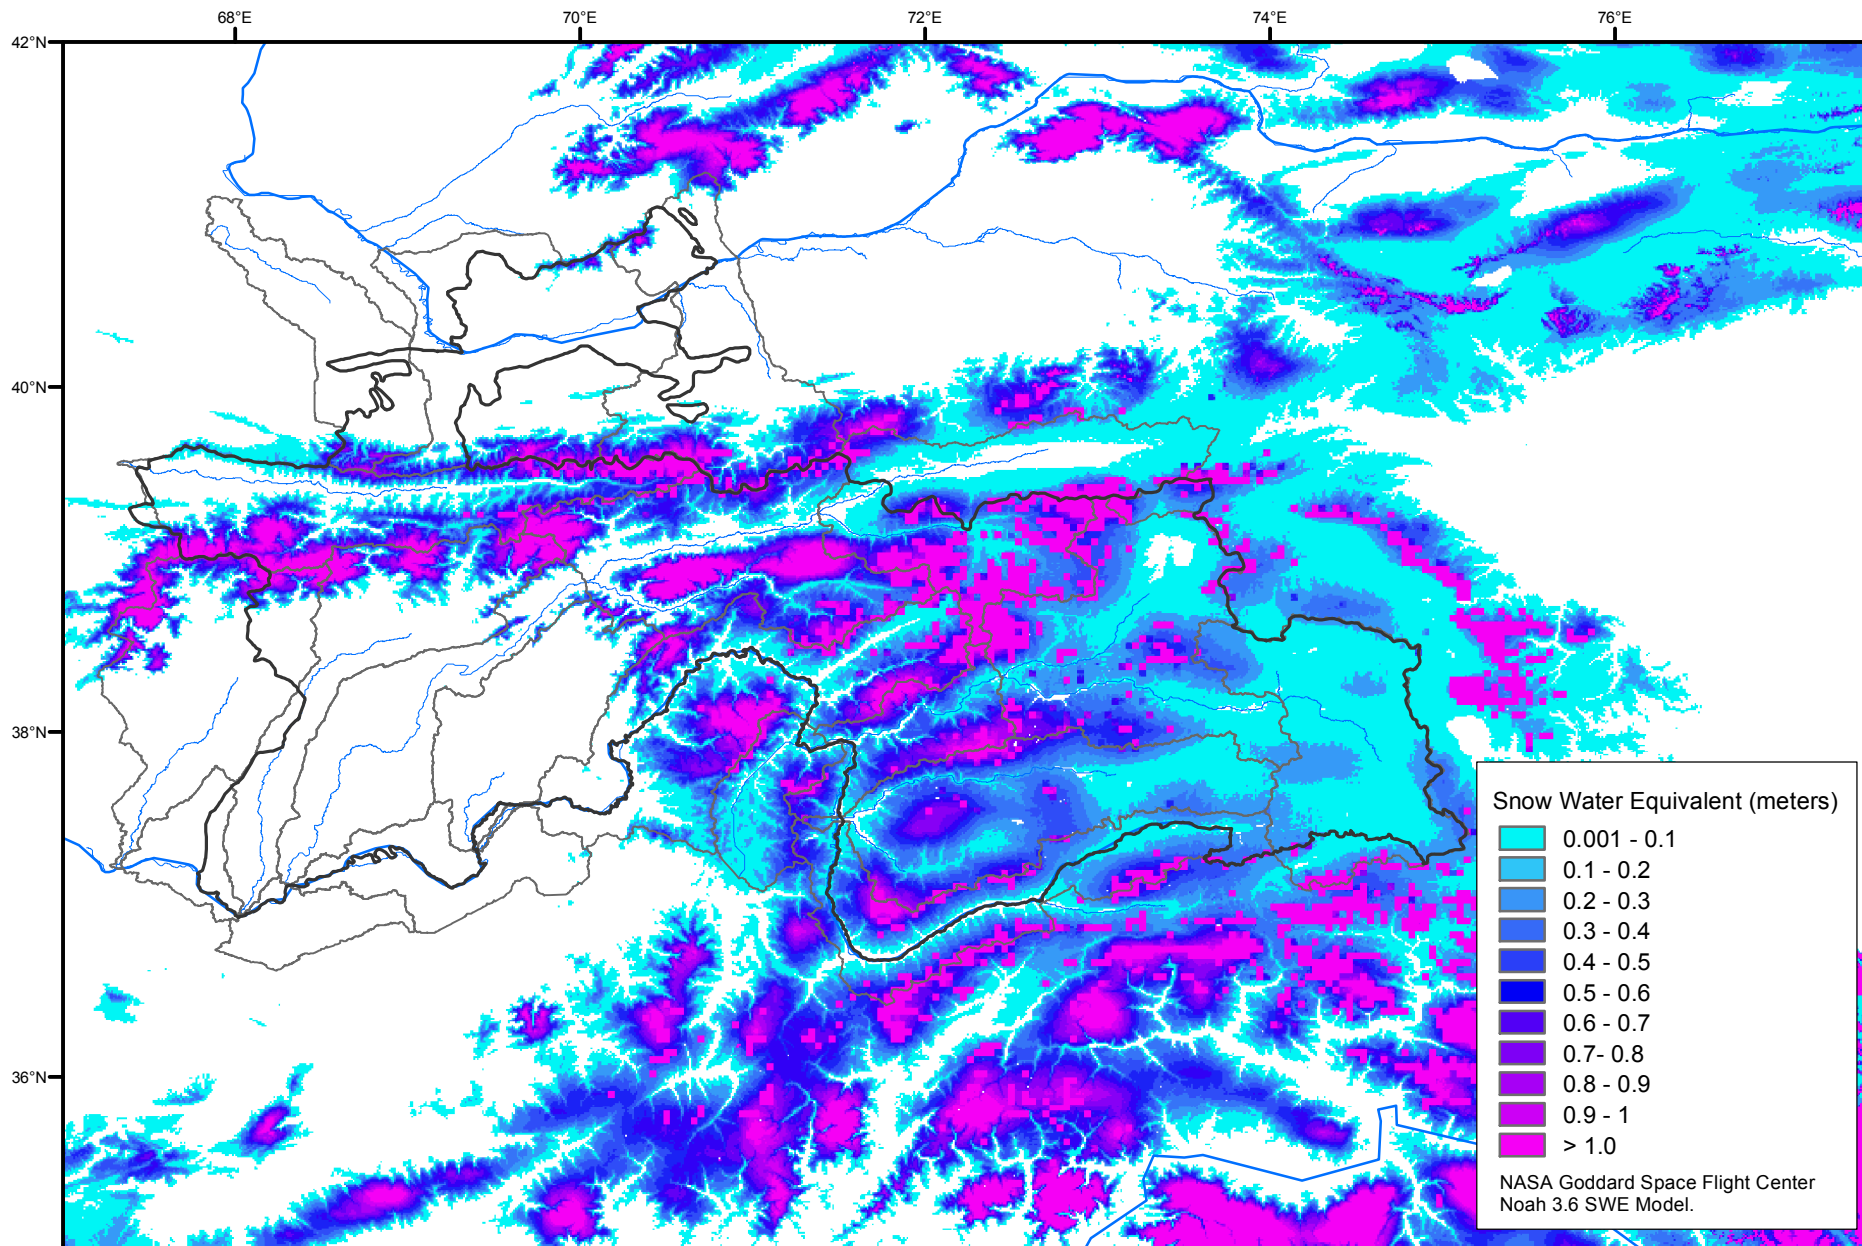 68°E
70°E
72°E
74°E
76°E
42°N
40°N
38°N
36°N
Snow Water Equivalent (meters)
0.001 - 0.1
0.1 - 0.2
0.2 - 0.3
0.3 - 0.4
0.4 - 0.5
0.5 - 0.6
0.6 - 0.7
0.7- 0.8
0.8 - 0.9
0.9 - 1
> 1.0
NASA Goddard Space Flight Center
Noah 3.6 SWE Model.